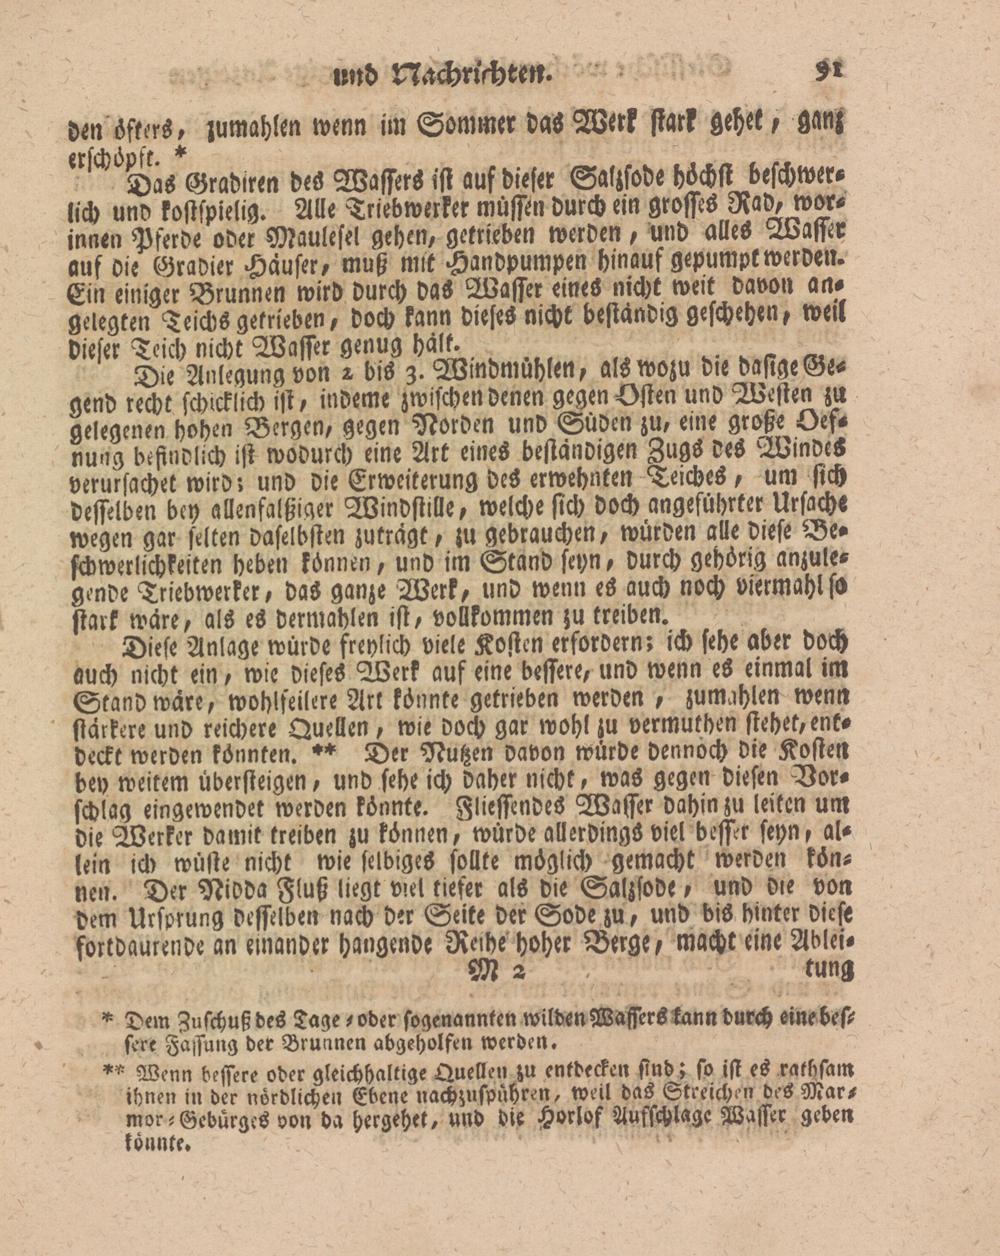 und Nachrichten. 91
den öfters, zumahlen wenn im Sommer das Werk stark gehet, ganz
erschöpft. *
Das Gradiren des Wassers ist auf dieser Salzsode höchst beschwer-
lich und kostspielig. Alle Triebwerker müssen durch ein grosses Rad, wor-
innen Pferde oder Maulesel gehen, getrieben werden, und alles Wasser
auf die Gradier-Häuser, muß mit Handpumpen hinauf gepumpt werden.
Ein einiger Brunnen wird durch das Wasser eines nicht weit davon an-
gelegten Teichs getrieben, doch kann dieses nicht beständig geschehen, weil
dieser Teich nicht Wasser genug hält.
Die Anlegung von 2 bis 3. Windmühlen, als wozu die dasige Ge-
gend recht schicklich ist, indeme zwischen denen gegen Osten und Westen zu
gelegenen hohen Bergen, gegen Norden und Süden zu, eine große Oef-
nung befindlich ist wodurch eine Art eines beständigen Zugs des Windes
verursachet wird; und die Erweiterung des erwehnten Teiches, um sich
desselben bey allenfalßiger Windstille, welche sich doch angeführter Ursache
wegen gar selten daselbsten zuträgt, zu gebrauchen, würden alle diese Be-
schwerlichkeiten heben können, und im Stand seyn, durch gehörig anzule-
gende Triebwerker, das ganze Werk, und wenn es auch noch viermahl so
stark wäre, als es dermahlen ist, vollkommen zu treiben.
Diese Anlage würde freylich viele Kosten erfordern; ich sehe aber doch
auch nicht ein, wie dieses Werk auf eine bessere, und wenn es einmal im
Stand wäre, wohlfeilere Art könnte getrieben werden, zumahlen wenn
stärkere und reichere Quellen, wie doch gar wohl zu vermuthen stehet, ent-
deckt werden könnten. ** Der Nutzen davon würde dennoch die Kosten
bey weitem übersteigen, und sehe ich daher nicht, was gegen diesen Vor-
schlag eingewendet werden könnte. Fliessendes Wasser dahin zu leiten um
die Werker damit treiben zu können, würde allerdings viel besser seyn, al-
lein ich wüste nicht wie selbiges sollte möglich gemacht werden kön-
nen. Der Nidda Fluß liegt viel tiefer als die Salzsode, und die von
dem Ursprung desselben nach der Seite der Sode zu, und bis hinter diese
fortdaurende an einander hangende Reihe hoher Berge, macht eine Ablei-
M 2 tung
* Dem Zuschuß des Tage- oder sogenannten wilden Wassers kann durch eine bes-
sere Fassung der Brunnen abgeholfen werden.
** Wenn bessere oder gleichhaltige Quellen zu entdecken sind; so ist es rathsam
ihnen in der nördlichen Ebene nachzuspühren, weil das Streichen des Mar-
mor-Gebürges von da hergehet, und die Horlof Aufschlage Wasser geben
könnte.